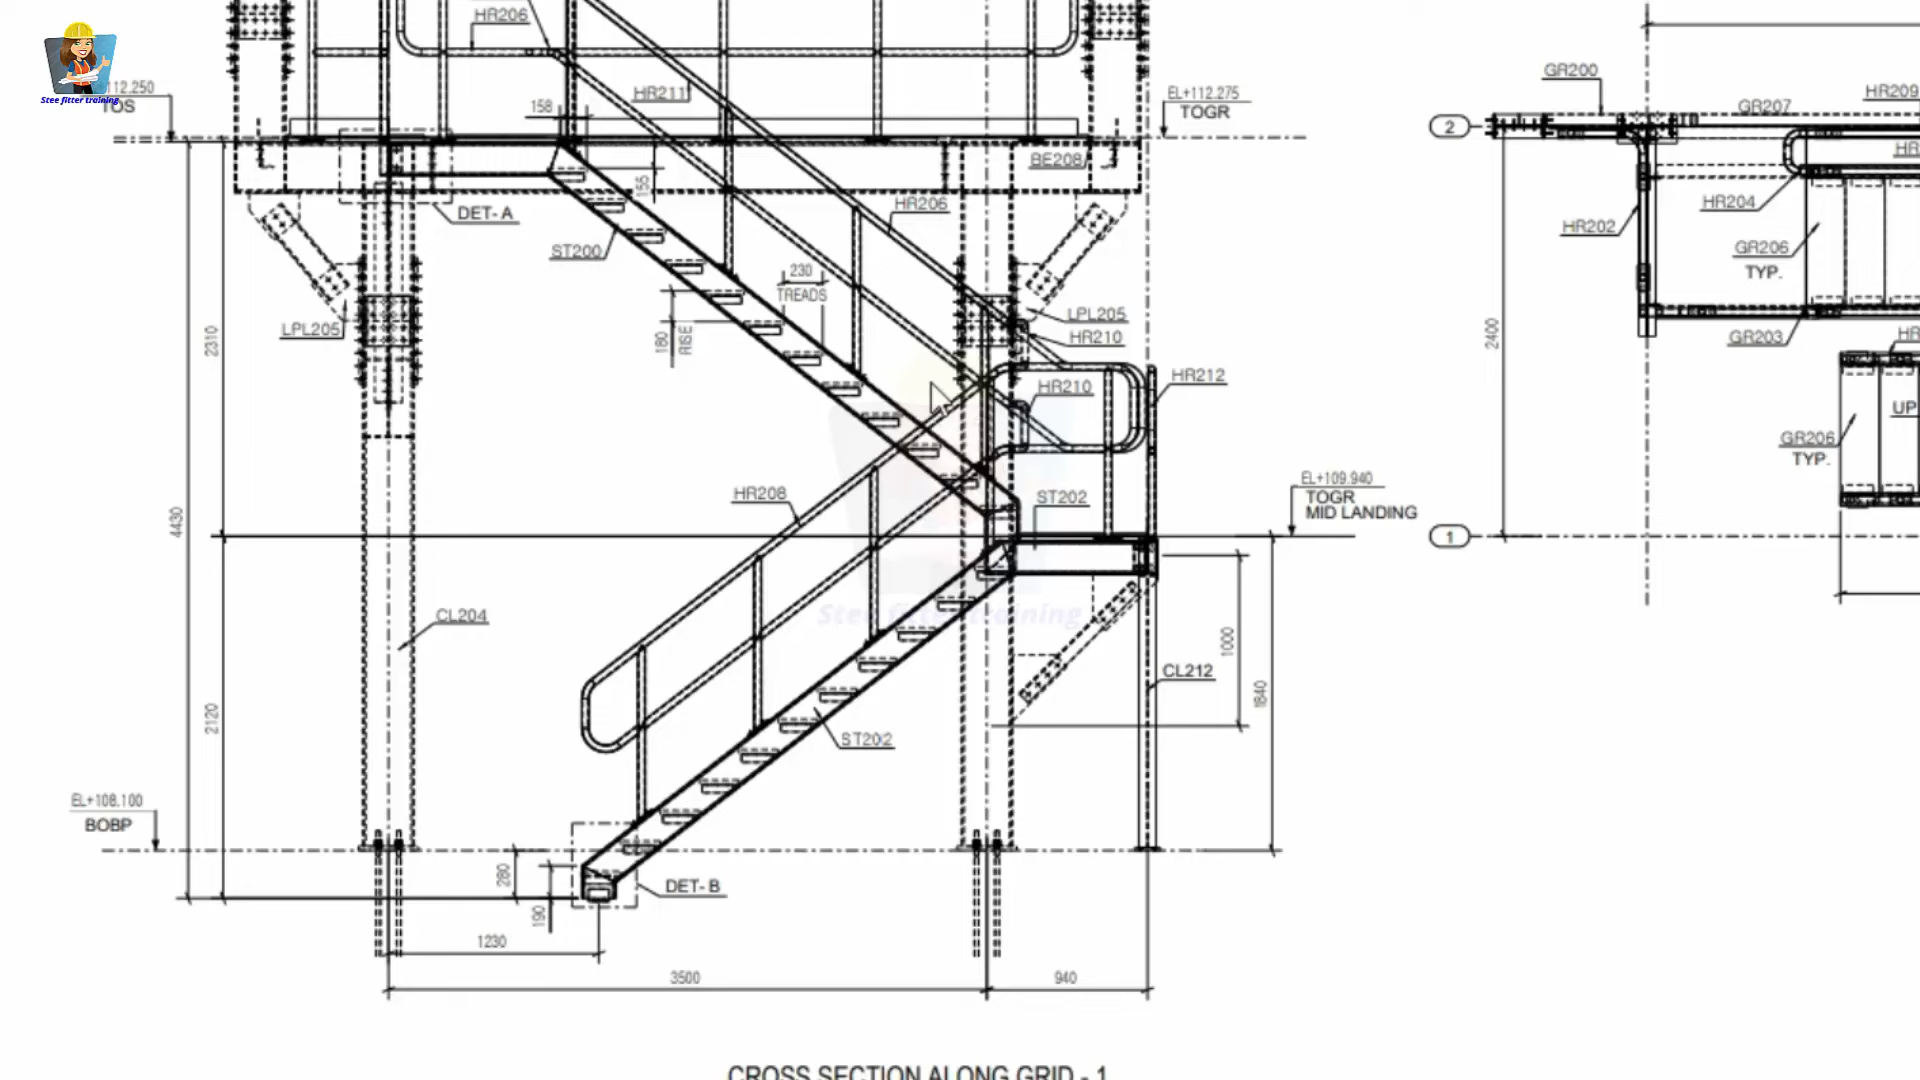 HR206
Stee fitter training
112.250
TOS
158
HR211
EL+112.275
TOGR
BE208
155
DET- A
ST200
HR206
230
TREADS
180
RISE
LPL205
LPL205
HR210
HR210
HR212
2310
4430
HR208
ST202
EL+109.940
TOGR
MID LANDING
Stee fitter training
CL204
1000
CL212
1840
2120
ST202
EL+108.100
BOBP
280
190
DET- B
1230
3500
940
CROSS SECTION ALONG GRID - 1
GR200
GR207
HR209
2
HR204
HR202
GR206
TYP.
2400
GR203
UP
GR206
TYP.
1